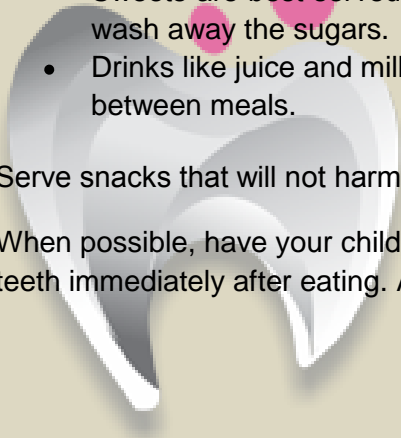 wash away the sugars.
• Drinks like juice and mil
between meals.
Serve snacks that will not harm
When possible, have your child
teeth immediately after eating.